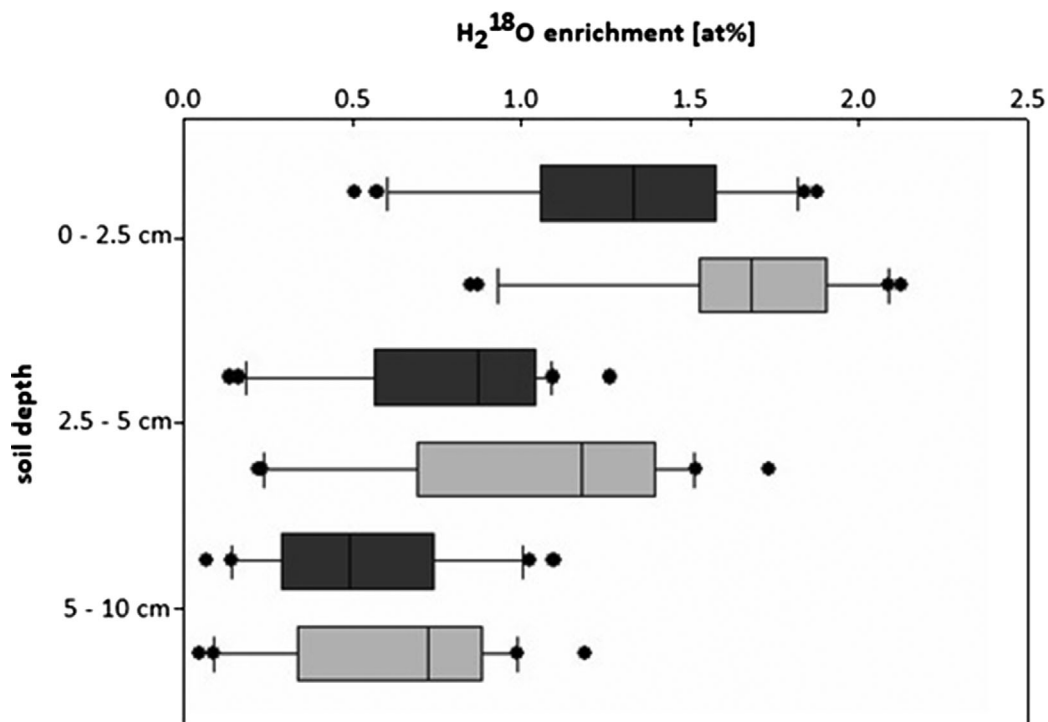 H₂¹⁸O enrichment [at%]
0.0 0.5 1.0 1.5 2.0 2.5
0 - 2.5 cm
2.5 - 5 cm
5 - 10 cm
soil depth